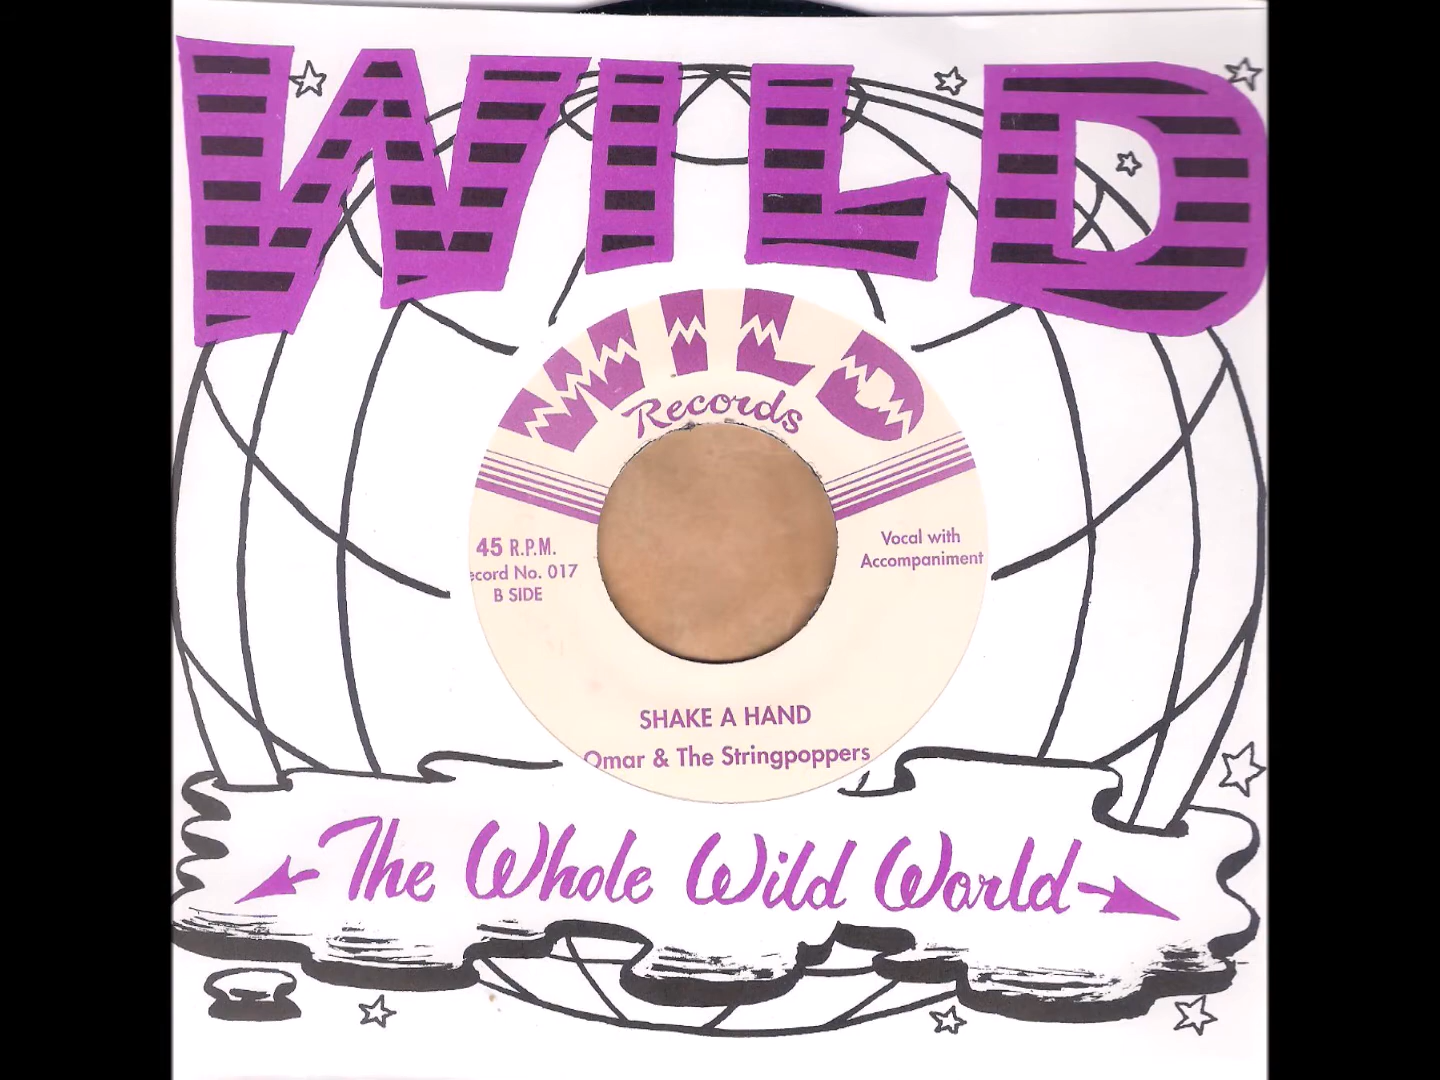 WILD
WILD
Records
45 R.P.M.
ecord No. 017
B SIDE
Vocal with
Accompaniment
SHAKE A HAND
Omar & The Stringpoppers
The Whole Wild World